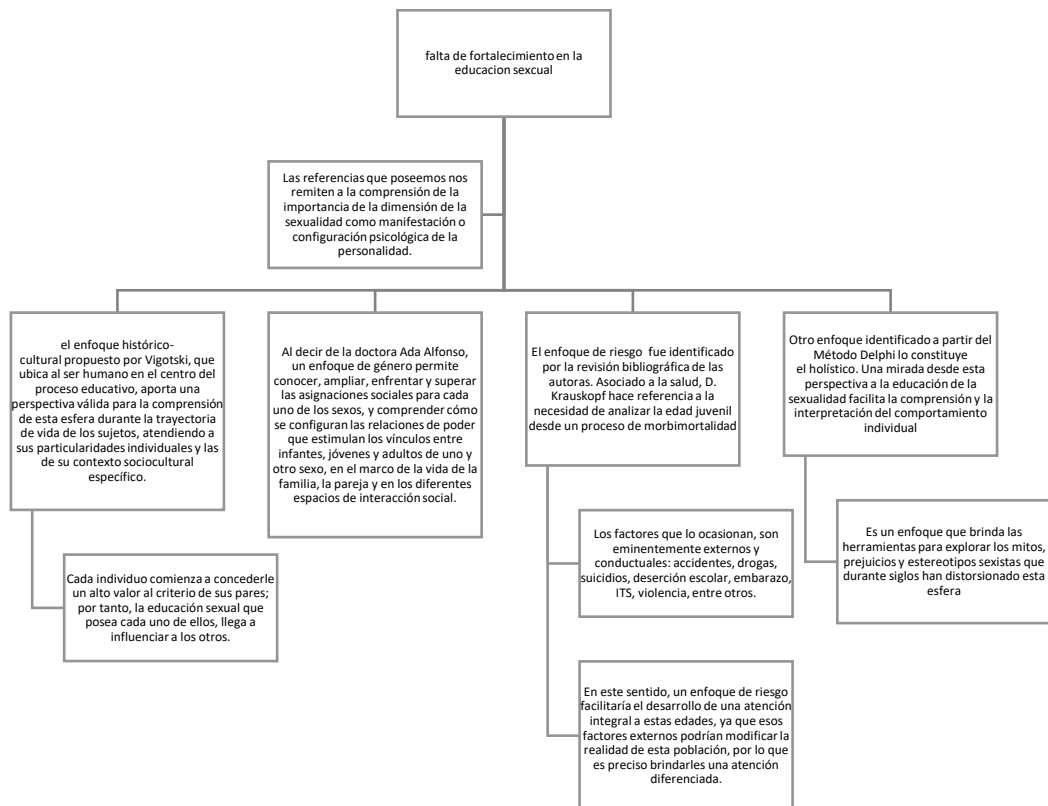 falta de fortalecimiento en la
educacion sexcual
Las referencias que poseemos nos
remiten a la comprensión de la
importancia de la dimensión de la
sexualidad como manifestación o
configuración psicológica de la
personalidad.
el enfoque histórico-
cultural propuesto por Vigotski, que
ubica al ser humano en el centro del
proceso educativo, aporta una
perspectiva válida para la comprensión
de esta esfera durante la trayectoria
de vida de los sujetos, atendiendo a
sus particularidades individuales y las
de su contexto sociocultural
específico.
Cada individuo comienza a concederle
un alto valor al criterio de sus pares;
por tanto, la educación sexual que
posea cada uno de ellos, llega a
influenciar a los otros.
Al decir de la doctora Ada Alfonso,
un enfoque de género permite
conocer, ampliar, enfrentar y superar
las asignaciones sociales para cada
uno de los sexos, y comprender cómo
se configuran las relaciones de poder
que estimulan los vínculos entre
infantes, jóvenes y adultos de uno y
otro sexo, en el marco de la vida de la
familia, la pareja y en los diferentes
espacios de interacción social.
El enfoque de riesgo fue identificado
por la revisión bibliográfica de las
autoras. Asociado a la salud, D.
Krauskopf hace referencia a la
necesidad de analizar la edad juvenil
desde un proceso de morbimortalidad
Los factores que lo ocasionan, son
eminentemente externos y
conductuales: accidentes, drogas,
suicidios, deserción escolar, embarazo,
ITS, violencia, entre otros.
En este sentido, un enfoque de riesgo
facilitaría el desarrollo de una atención
integral a estas edades, ya que esos
factores externos podrían modificar la
realidad de esta población, por lo que
es preciso brindarles una atención
diferenciada.
Otro enfoque identificado a partir del
Método Delphi lo constituye
el holístico. Una mirada desde esta
perspectiva a la educación de la
sexualidad facilita la comprensión y la
interpretación del comportamiento
individual
Es un enfoque que brinda las
herramientas para explorar los mitos,
prejuicios y estereotipos sexistas que
durante siglos han distorsionado esta
esfera